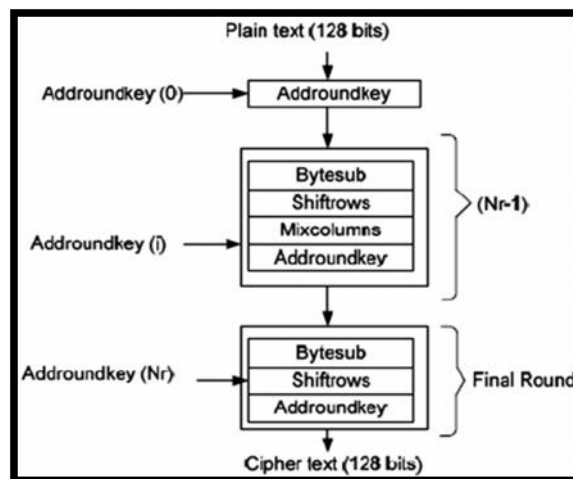 Plain text (128 bits)
Addroundkey (0)
Addroundkey
Bytesub
Shiftrows
Mixcolumns
Addroundkey
Addroundkey (i)
(Nr-1)
Bytesub
Shiftrows
Addroundkey
Addroundkey (Nr)
Final Round
Cipher text (128 bits)